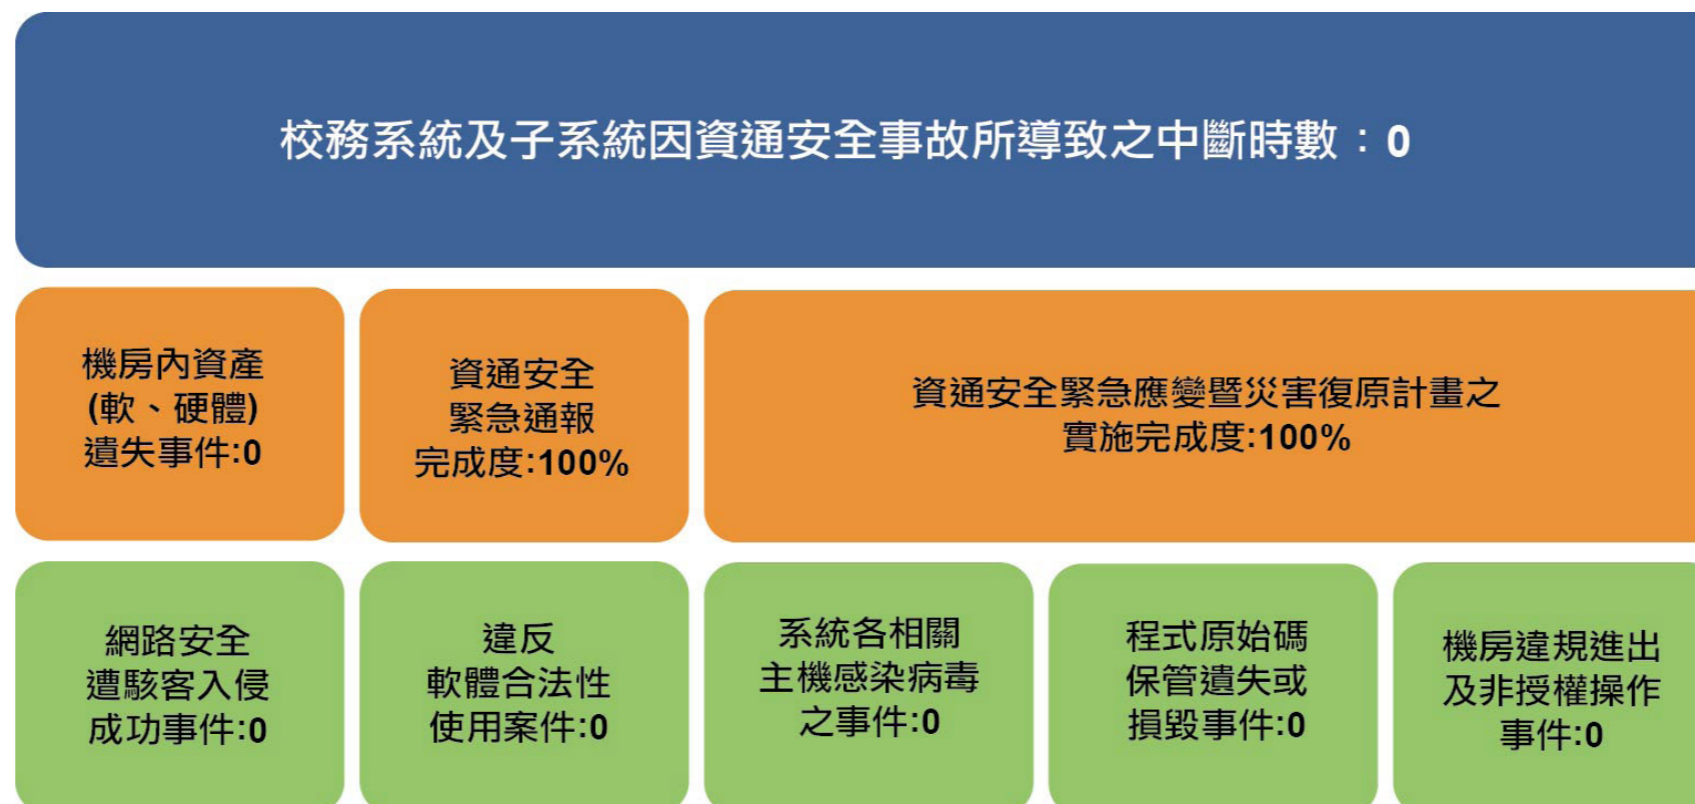 校務系統及子系統因資通安全事故所導致之中斷時數：0
機房內資產
(軟、硬體)
遺失事件:0
資通安全
緊急通報
完成度:100%
資通安全緊急應變暨災害復原計畫之
實施完成度:100%
網路安全
遭駭客入侵
成功事件:0
違反
軟體合法性
使用案件:0
系統各相關
主機感染病毒
之事件:0
程式原始碼
保管遺失或
損毀事件:0
機房違規進出
及非授權操作
事件:0